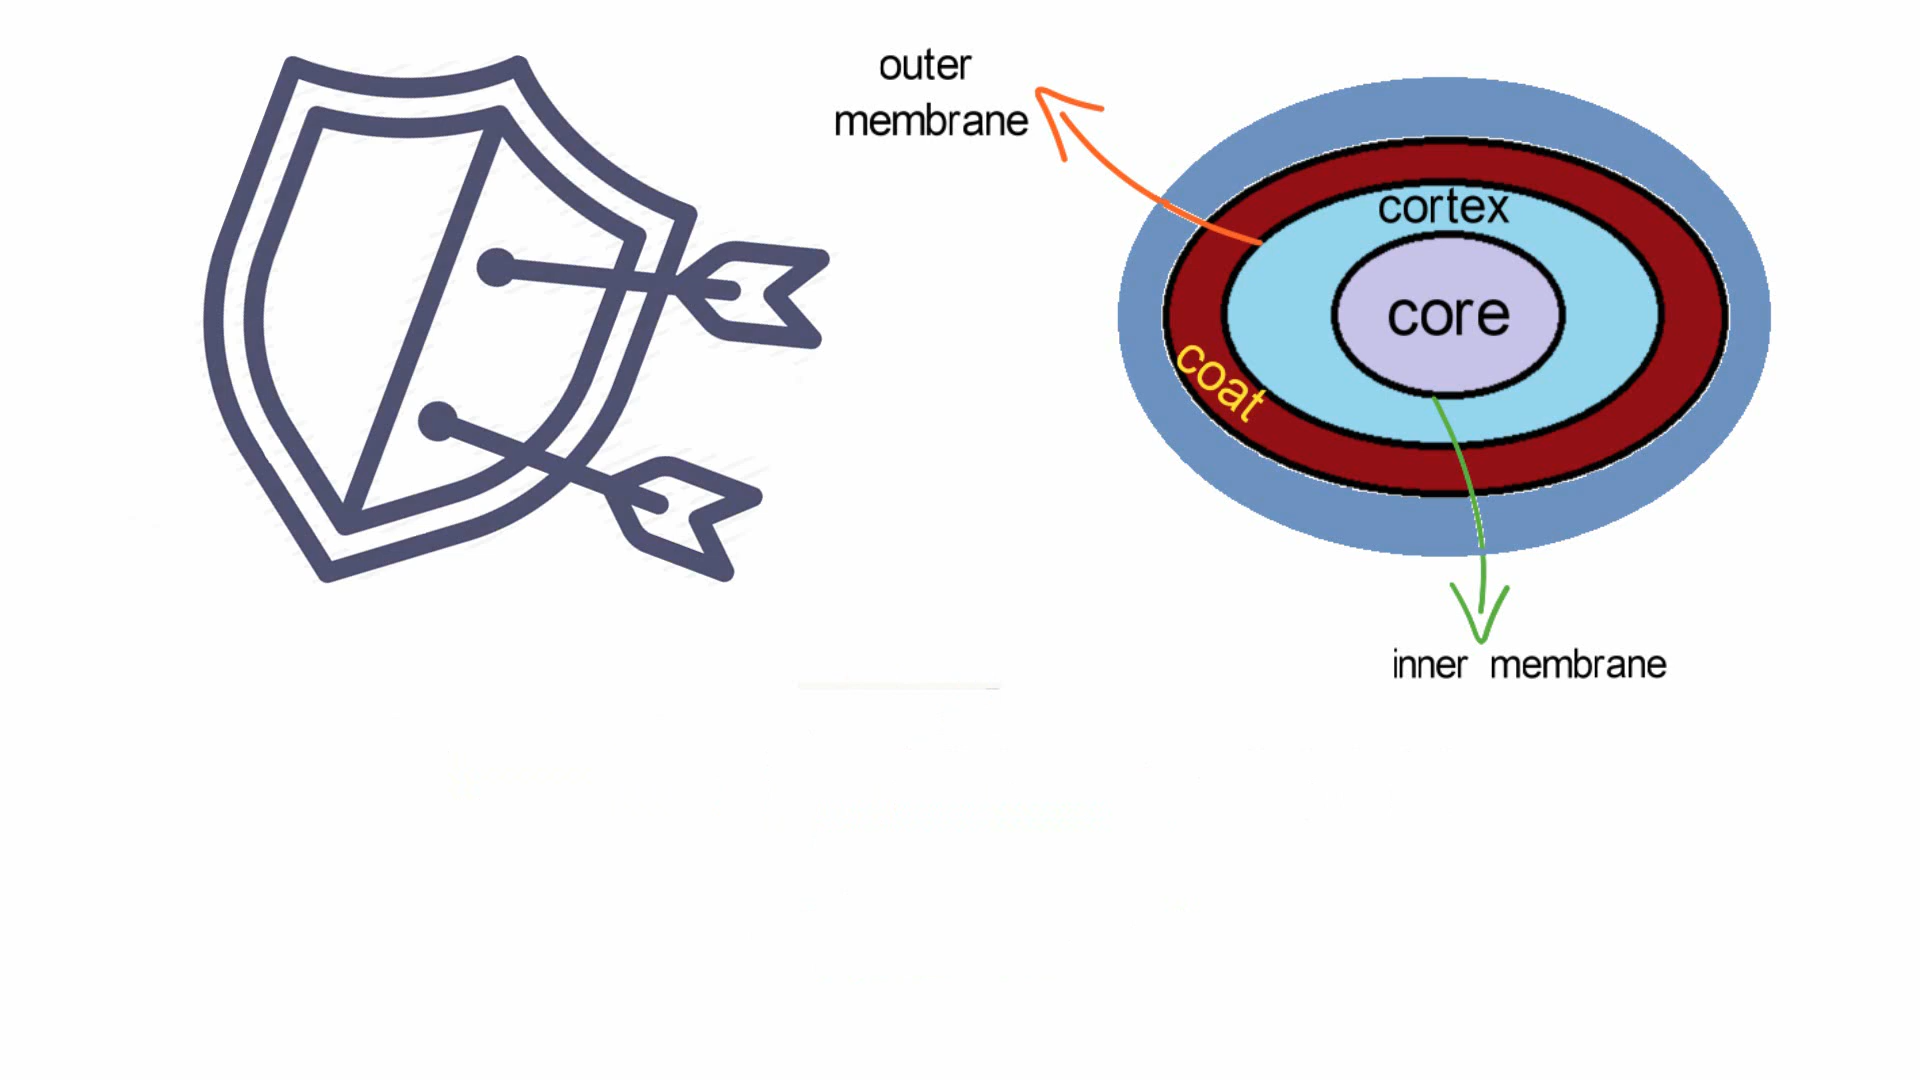 outer
membrane
cortex
core
coat
inner membrane